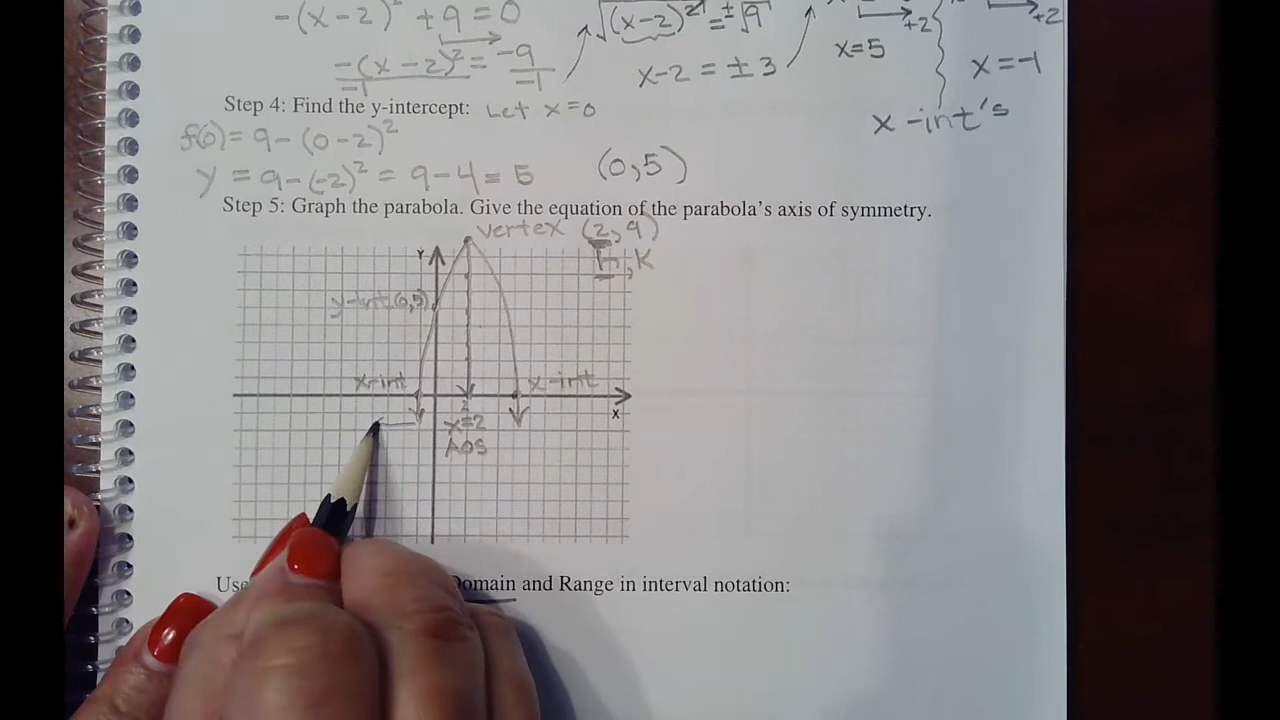 -(x-2)² + 9 = 0
-(x-2)² = -9
-1 -1
√(x-2)² = ±√9
x-2 = ±3
+2
x=5
+2
x=-1
x-int's
Step 4: Find the y-intercept: Let x=0
f(0)= 9-(0-2)²
y = 9-(-2)² = 9-4 = 5 (0,5)
Step 5: Graph the parabola. Give the equation of the parabola's axis of symmetry.
vertex (2,9)
h,k
Y
y-int(0,5)
x-int
x-int
X
2
x=2
AOS
Use Domain and Range in interval notation: